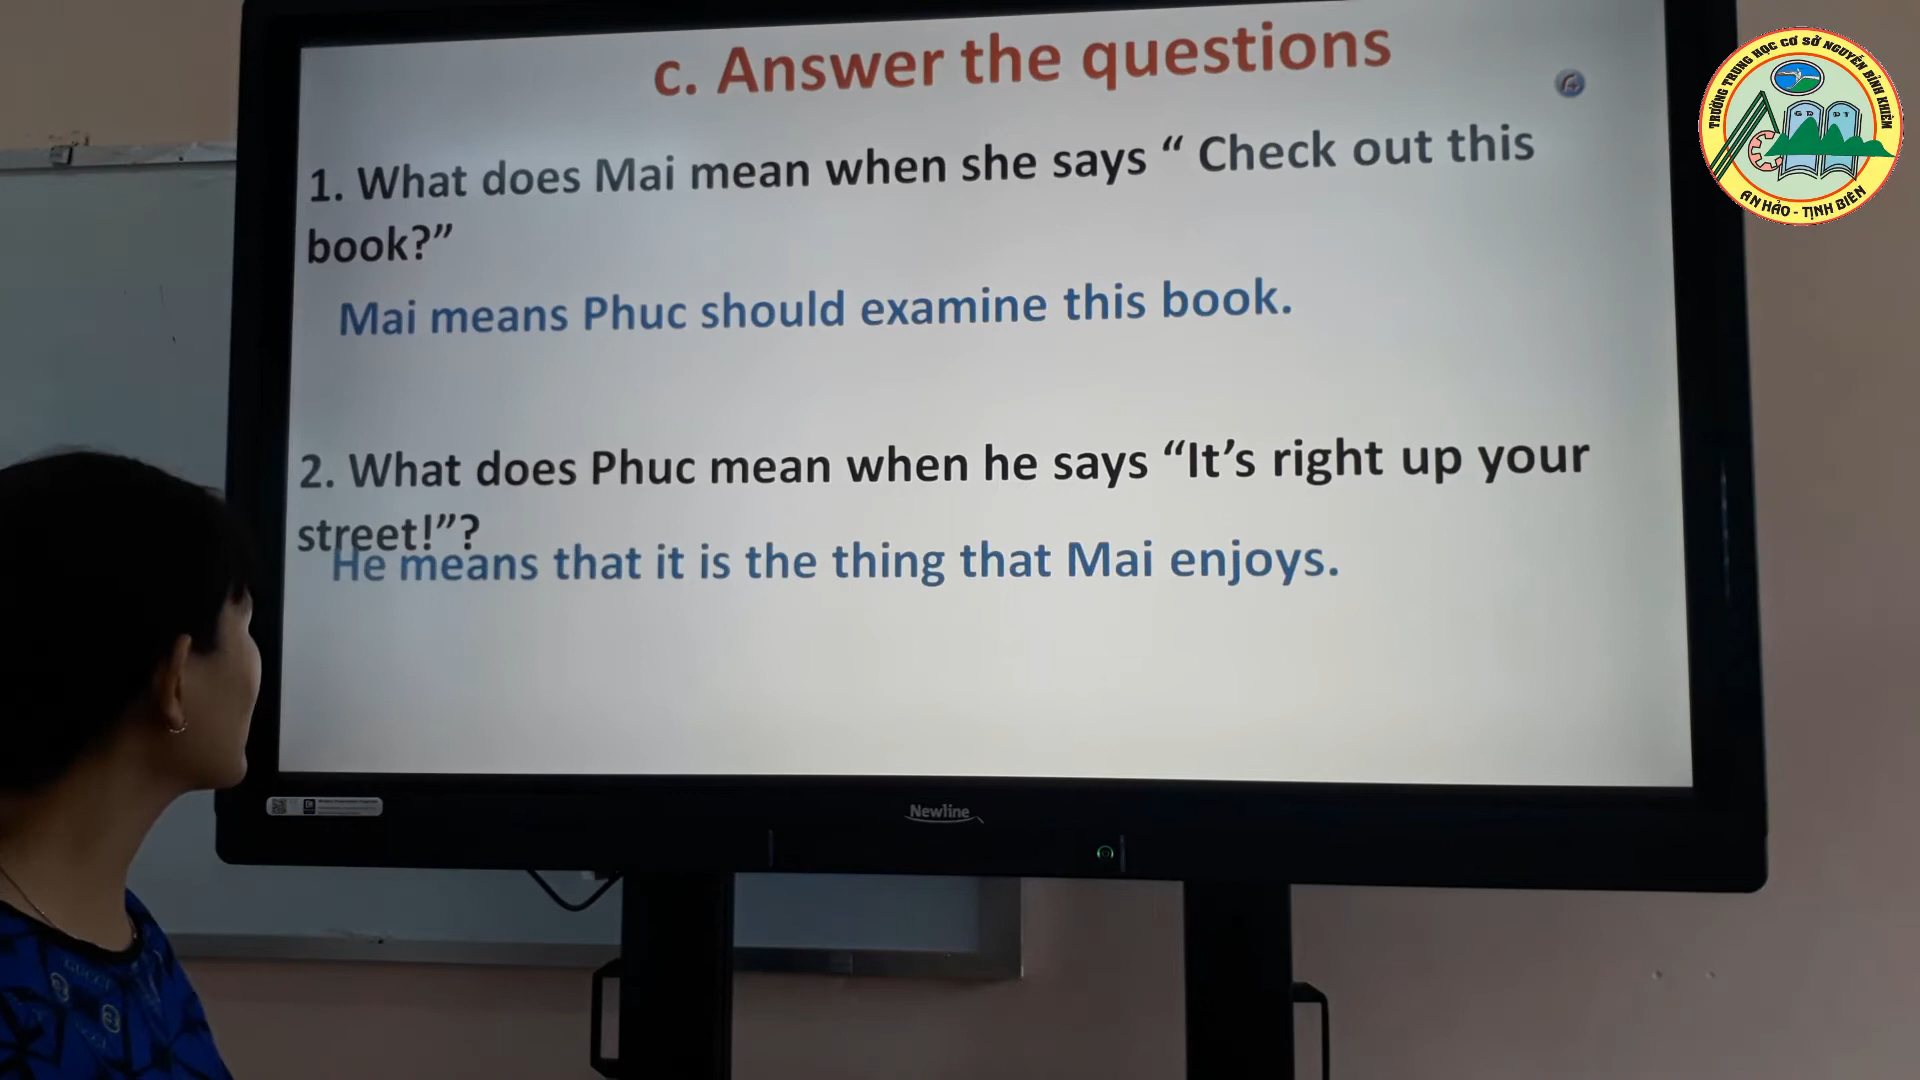 c. Answer the questions
1. What does Mai mean when she says “ Check out this
book?”
Mai means Phuc should examine this book.
2. What does Phuc mean when he says “It’s right up your
street!”?
He means that it is the thing that Mai enjoys.
Newline
TRƯỜNG TRUNG HỌC CƠ SỞ NGUYỄN BỈNH KHIÊM
GD ĐT
AN HẢO - TỊNH BIÊN
GUCCI